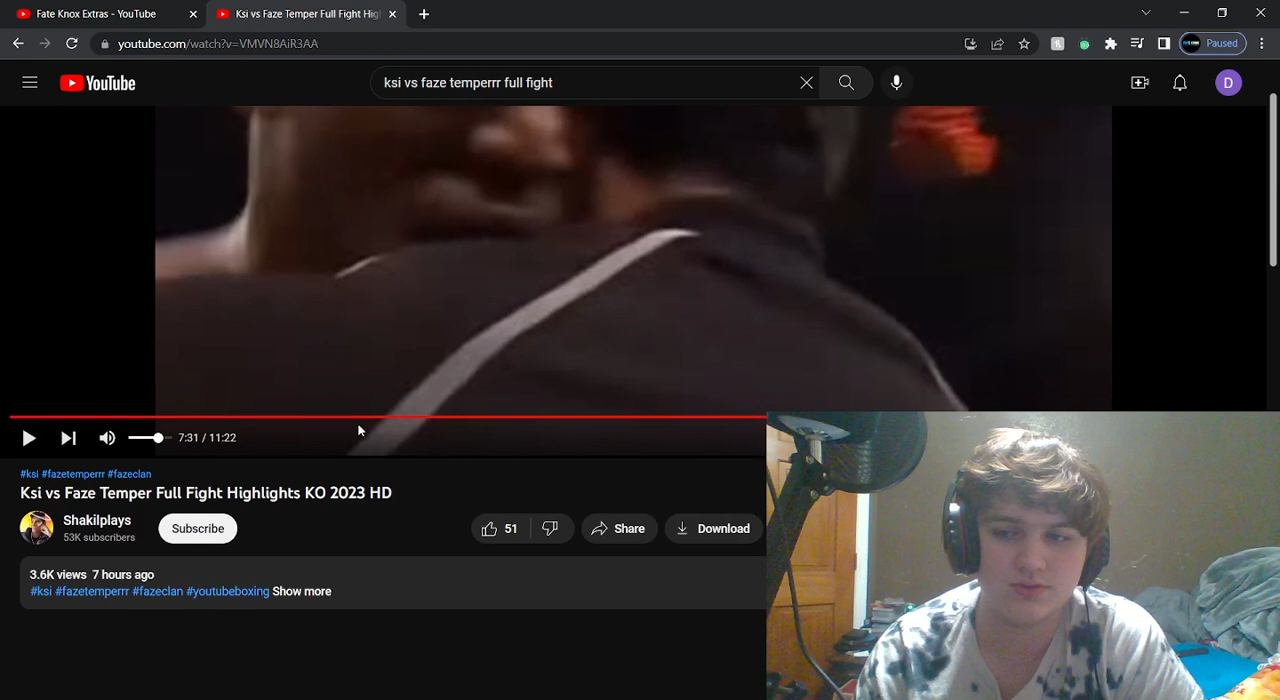 Fate Knox Extras - YouTube
Ksi vs Faze Temper Full Fight Hig
youtube.com/watch?v=VMVN8AiR3AA
Paused
YouTube
ksi vs faze temperrr full fight
D
7:31 / 11:22
#ksi #fazetemperrr #fazeclan
Ksi vs Faze Temper Full Fight Highlights KO 2023 HD
Shakilplays
53K subscribers
Subscribe
51
Share
Download
3.6K views 7 hours ago
#ksi #fazetemperrr #fazeclan #youtubeboxing Show more